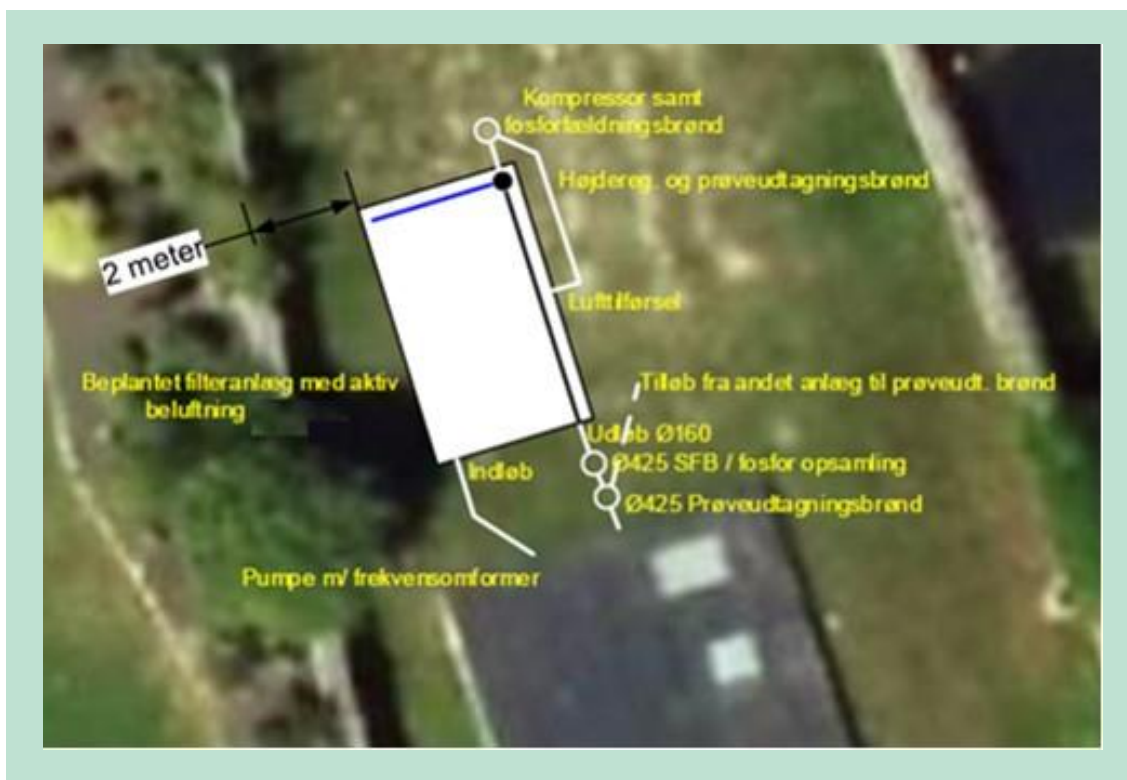 Kompressor samt
fosforfældningsbrønd
Højdereg. og prøveudtagningsbrønd
2 meter
Lufttilførsel
Beplantet filteranlæg med aktiv
beluftning
Tilløb fra andet anlæg til prøveudt. brønd
Udløb Ø160
Ø425 SFB / fosfor opsamling
Indløb
Ø425 Prøveudtagningsbrønd
Pumpe m/ frekvensomformer